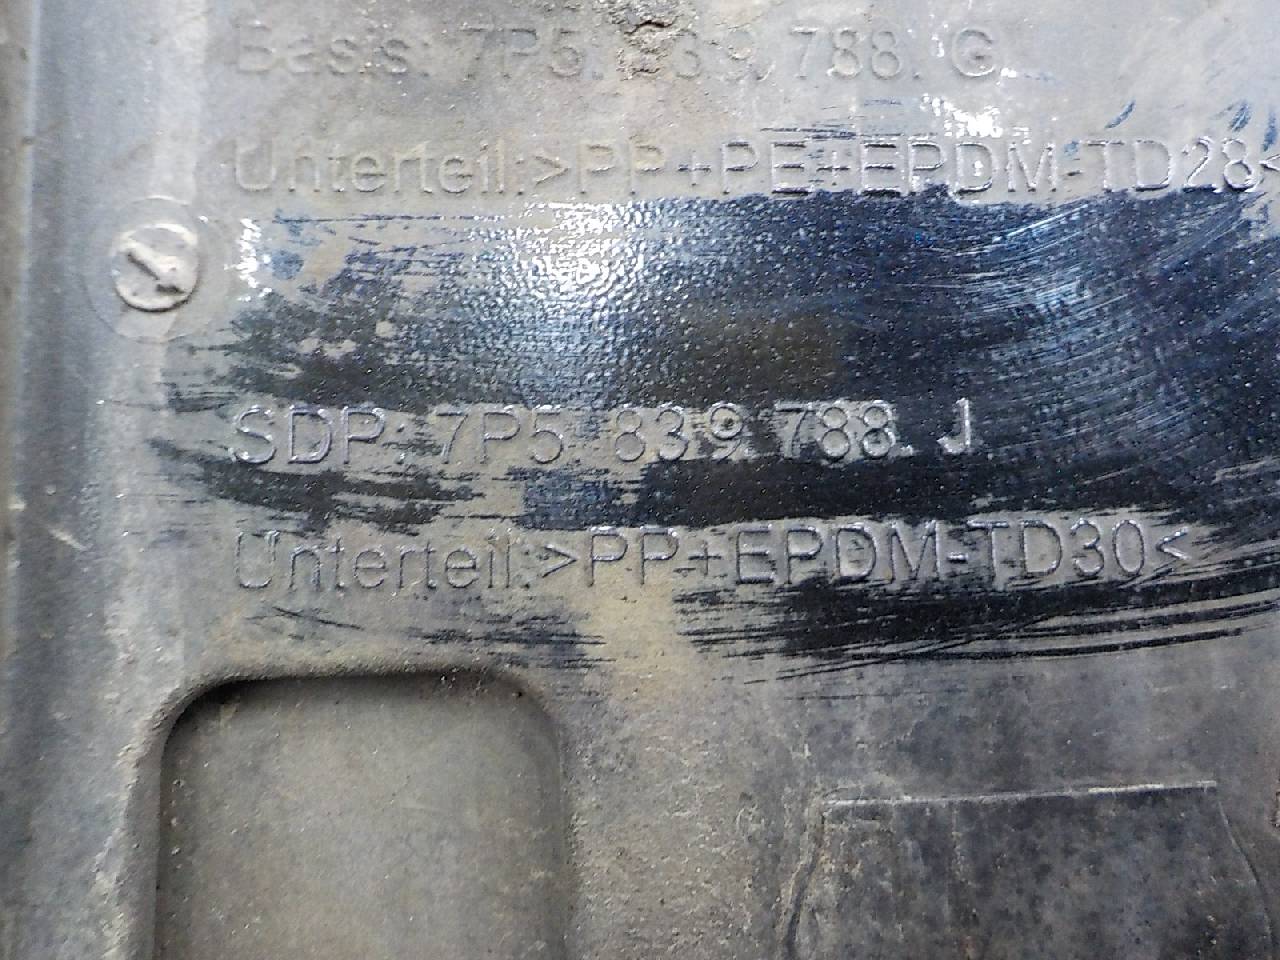 Basis: 7P5. 839. 788. G
Unterteil:>PP+PE+EPDM-TD28<
SDP: 7P5 839 788. J
Unterteil:>PP+EPDM-TD30<